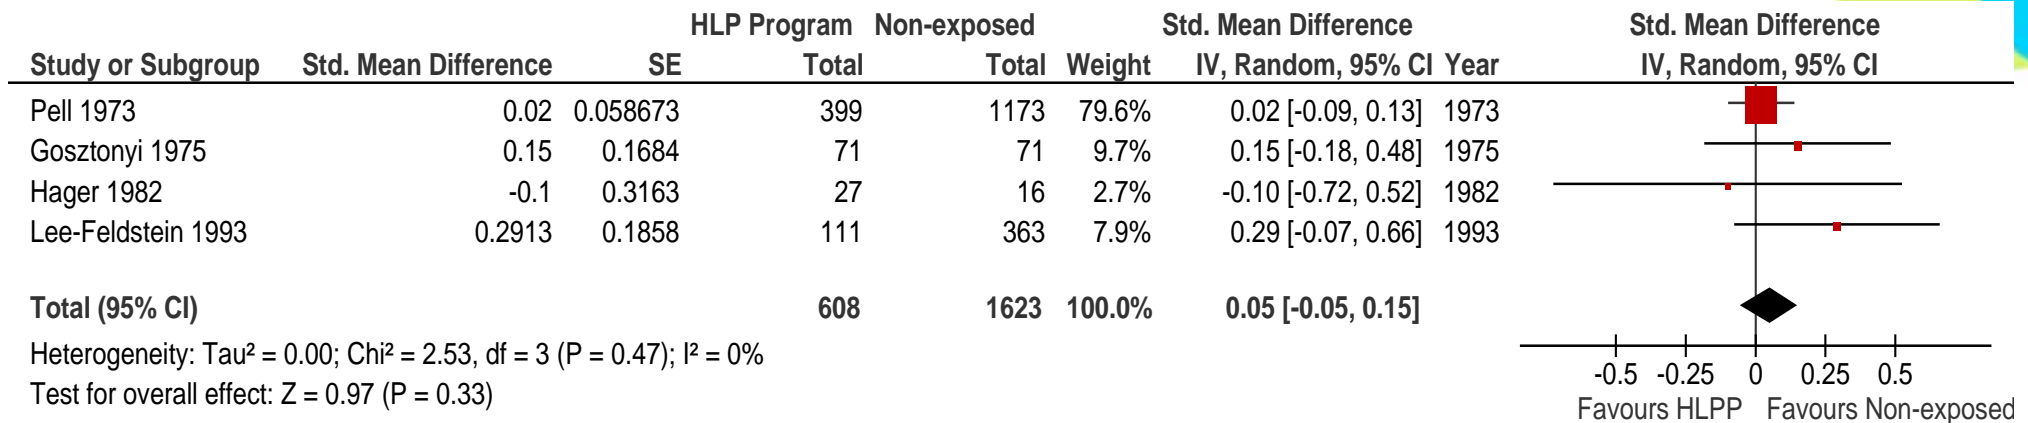 HLP Program Non-exposed Std. Mean Difference Std. Mean Difference
Study or Subgroup Std. Mean Difference SE Total Total Weight IV, Random, 95% CI Year IV, Random, 95% CI
Pell 1973 0.02 0.058673 399 1173 79.6% 0.02 [-0.09, 0.13] 1973
Gosztonyi 1975 0.15 0.1684 71 71 9.7% 0.15 [-0.18, 0.48] 1975
Hager 1982 -0.1 0.3163 27 16 2.7% -0.10 [-0.72, 0.52] 1982
Lee-Feldstein 1993 0.2913 0.1858 111 363 7.9% 0.29 [-0.07, 0.66] 1993
Total (95% CI) 608 1623 100.0% 0.05 [-0.05, 0.15]
Heterogeneity: Tau² = 0.00; Chi² = 2.53, df = 3 (P = 0.47); I² = 0%
Test for overall effect: Z = 0.97 (P = 0.33)
-0.5 -0.25 0 0.25 0.5
Favours HLPP Favours Non-exposed